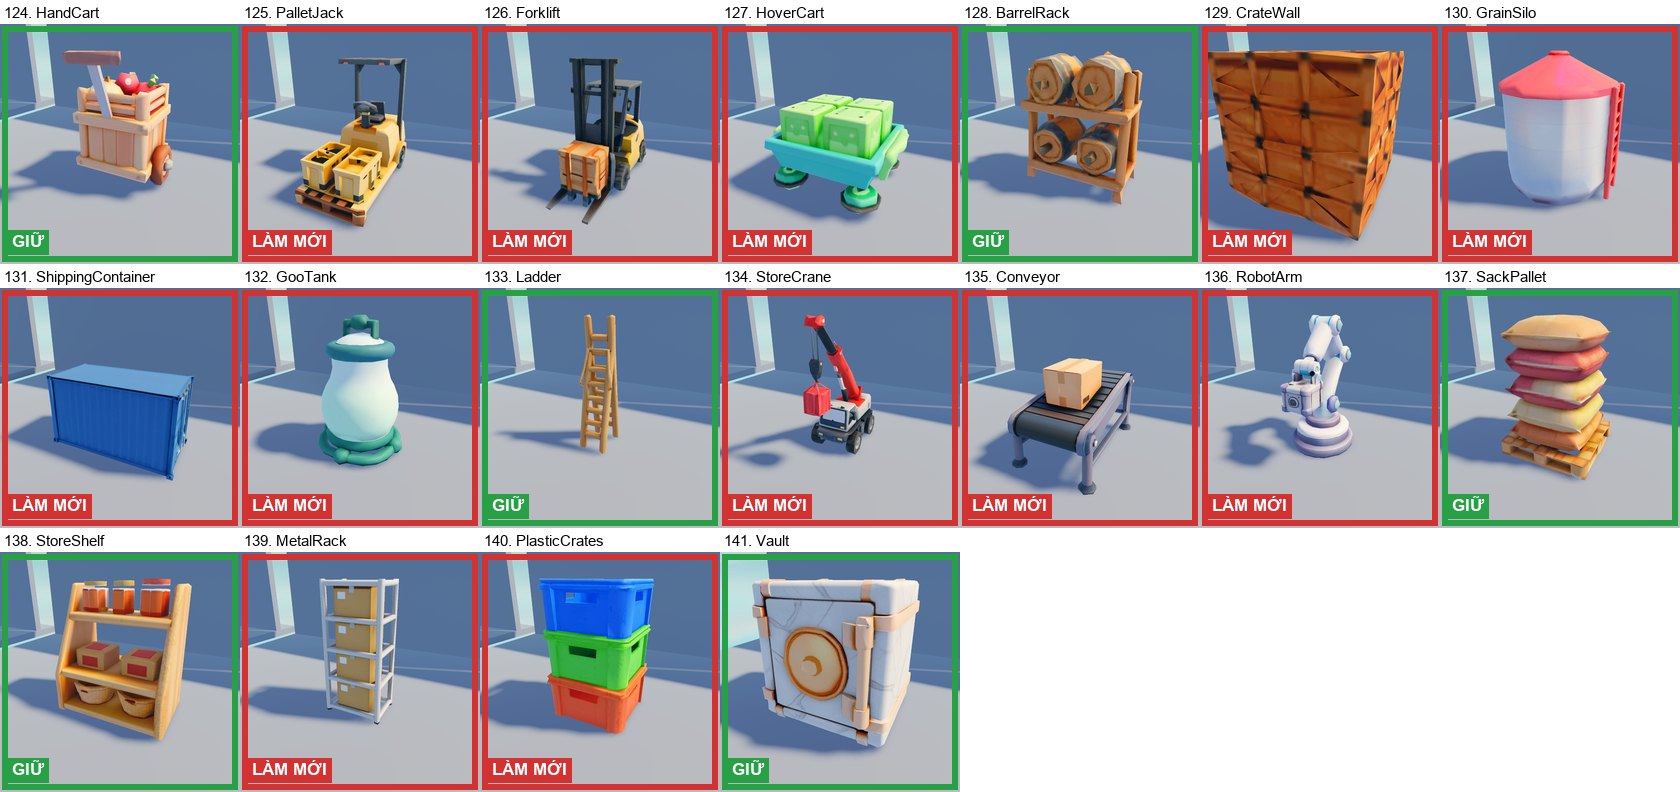 124. HandCart
125. PalletJack
126. Forklift
127. HoverCart
128. BarrelRack
129. CrateWall
130. GrainSilo
GIỮ
LÀM MỚI
LÀM MỚI
LÀM MỚI
GIỮ
LÀM MỚI
LÀM MỚI
131. ShippingContainer
132. GooTank
133. Ladder
134. StoreCrane
135. Conveyor
136. RobotArm
137. SackPallet
LÀM MỚI
LÀM MỚI
GIỮ
LÀM MỚI
LÀM MỚI
LÀM MỚI
GIỮ
138. StoreShelf
139. MetalRack
140. PlasticCrates
141. Vault
GIỮ
LÀM MỚI
LÀM MỚI
GIỮ